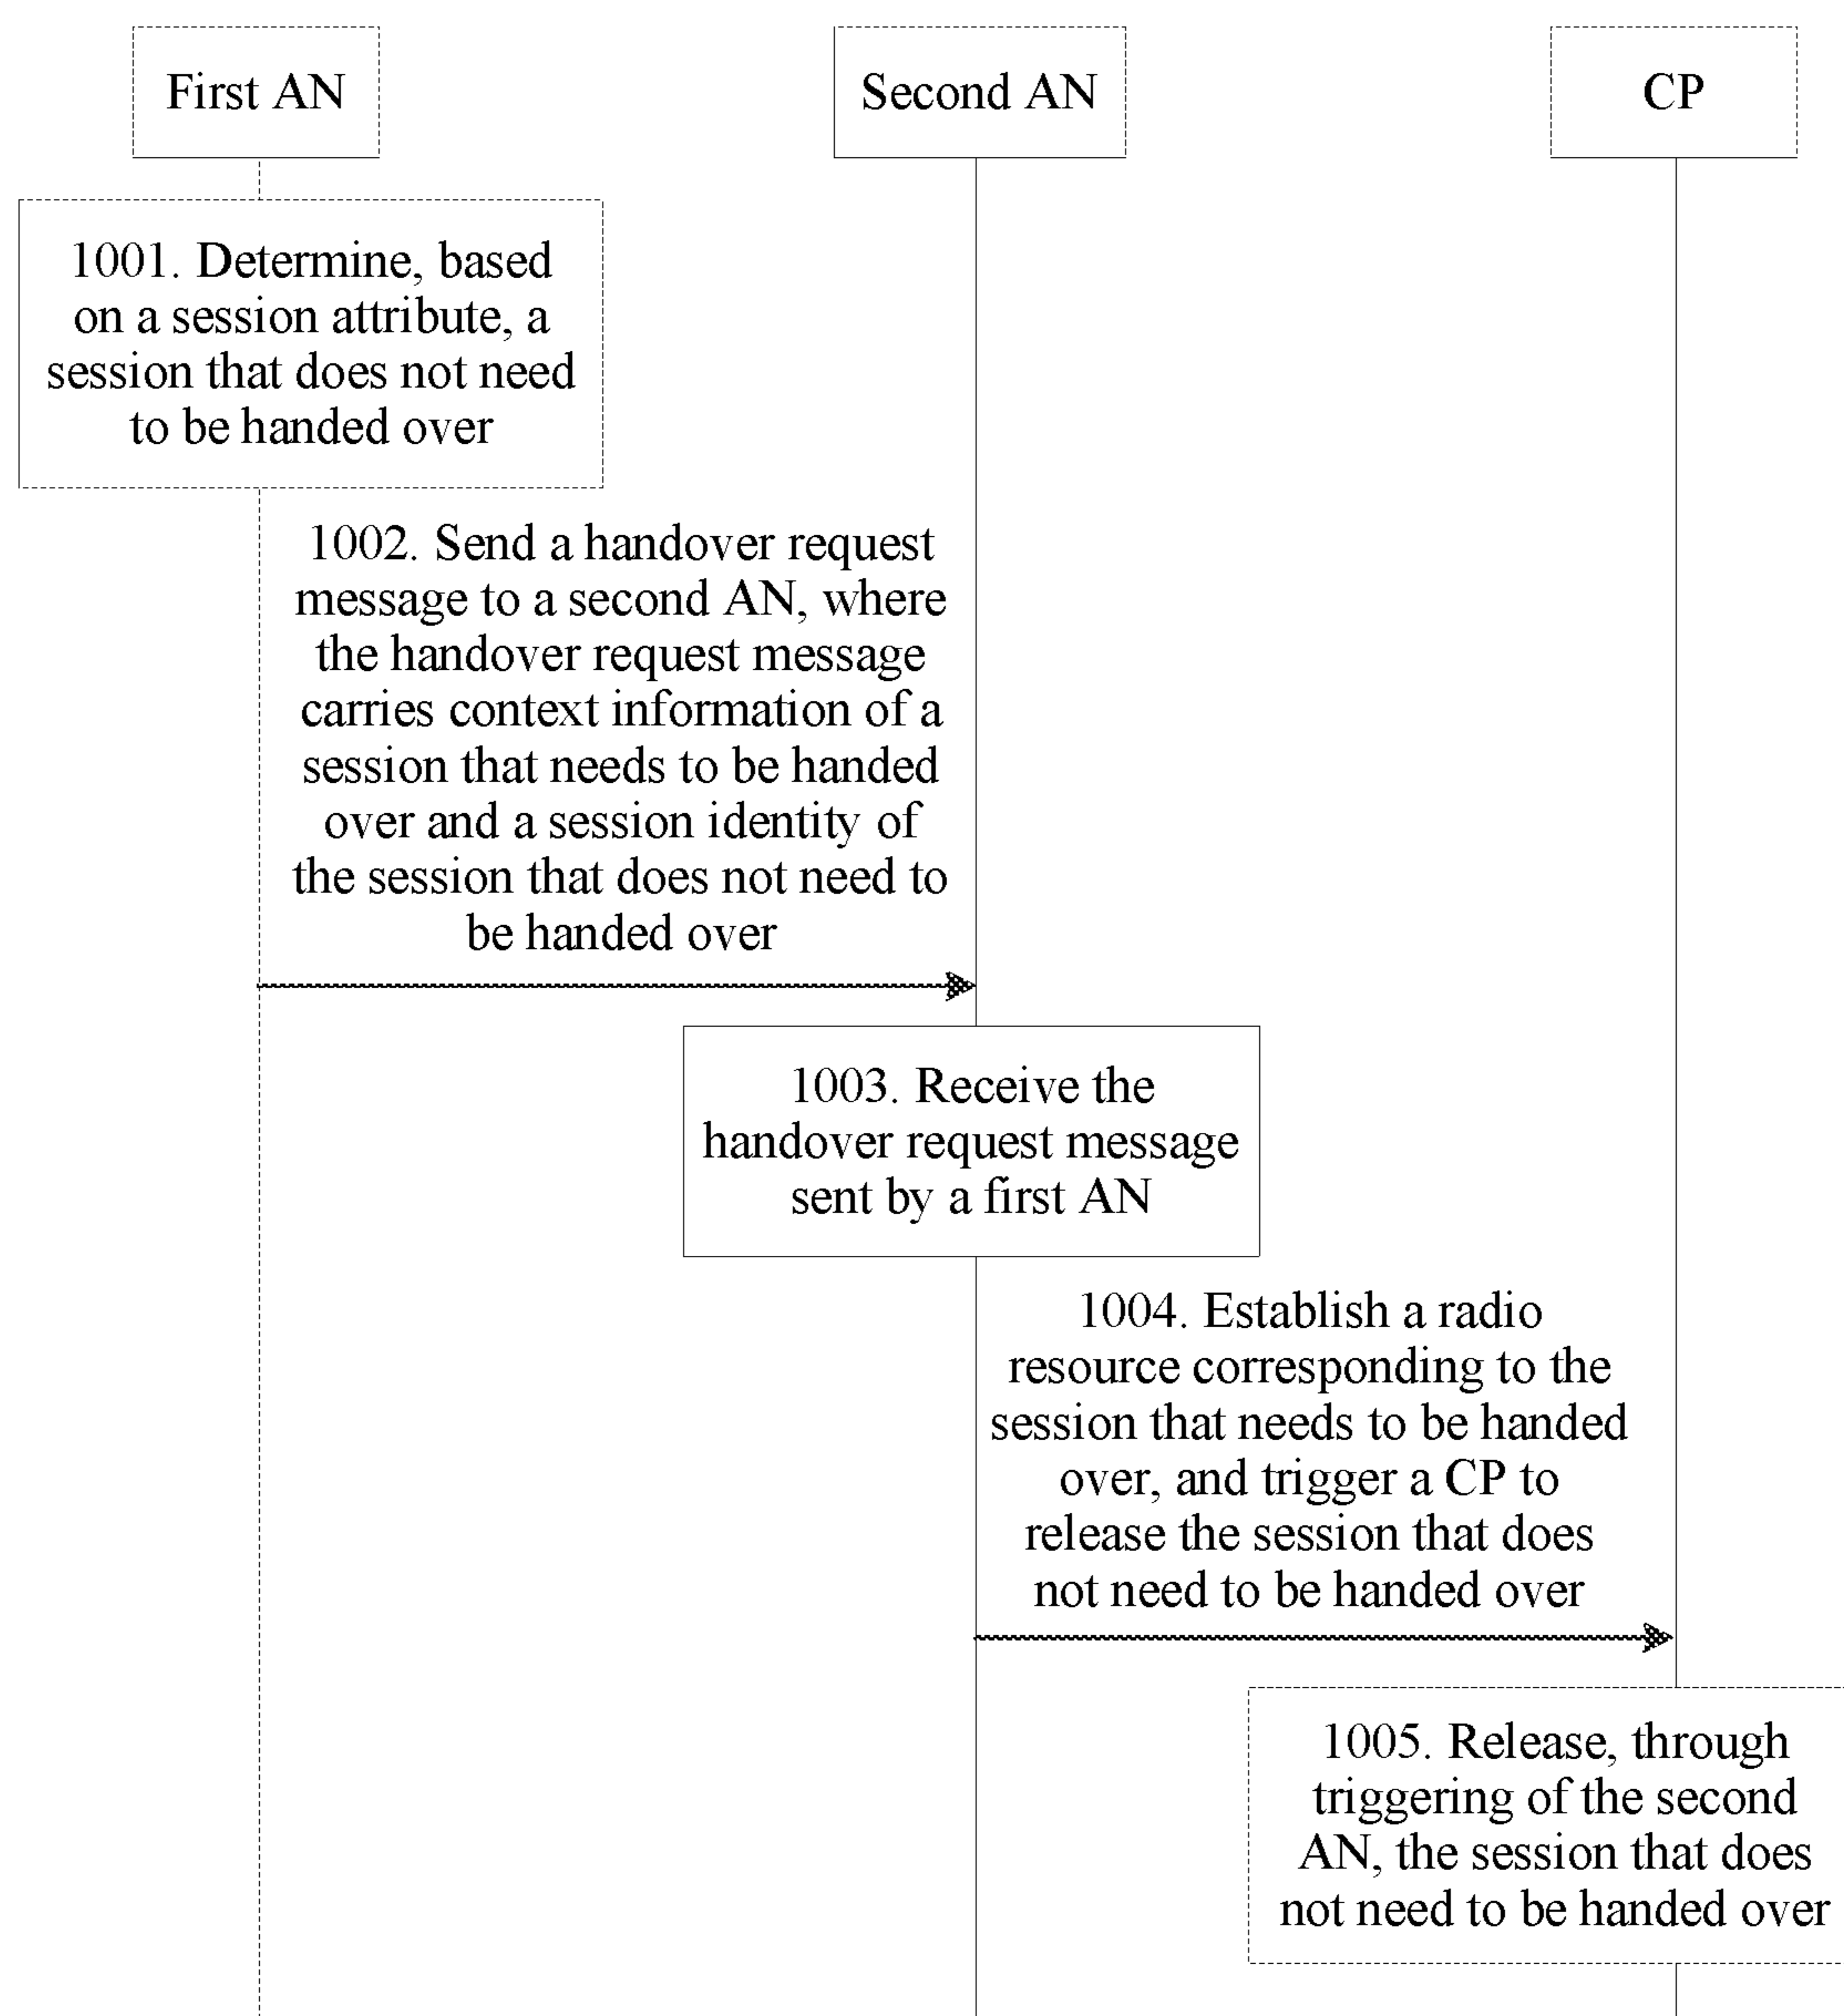 First AN
Second AN
CP
1001. Determine, based
on a session attribute, a
session that does not need
to be handed over
1002. Send a handover request
message to a second AN, where
the handover request message
carries context information of a
session that needs to be handed
over and a session identity of
the session that does not need to
be handed over
1003. Receive the
handover request message
sent by a first AN
1004. Establish a radio
resource corresponding to the
session that needs to be handed
over, and trigger a CP to
release the session that does
not need to be handed over
1005. Release, through
triggering of the second
AN, the session that does
not need to be handed over